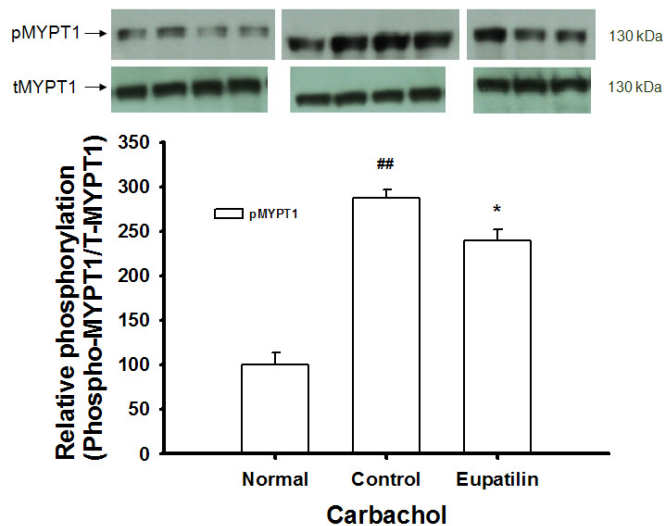 pMYPT1
130 kDa
tMYPT1
130 kDa
Relative phosphorylation
(Phospho-MYPT1/T-MYPT1)
350
300
250
200
150
100
50
0
pMYPT1
##
*
Normal Control Eupatilin
Carbachol